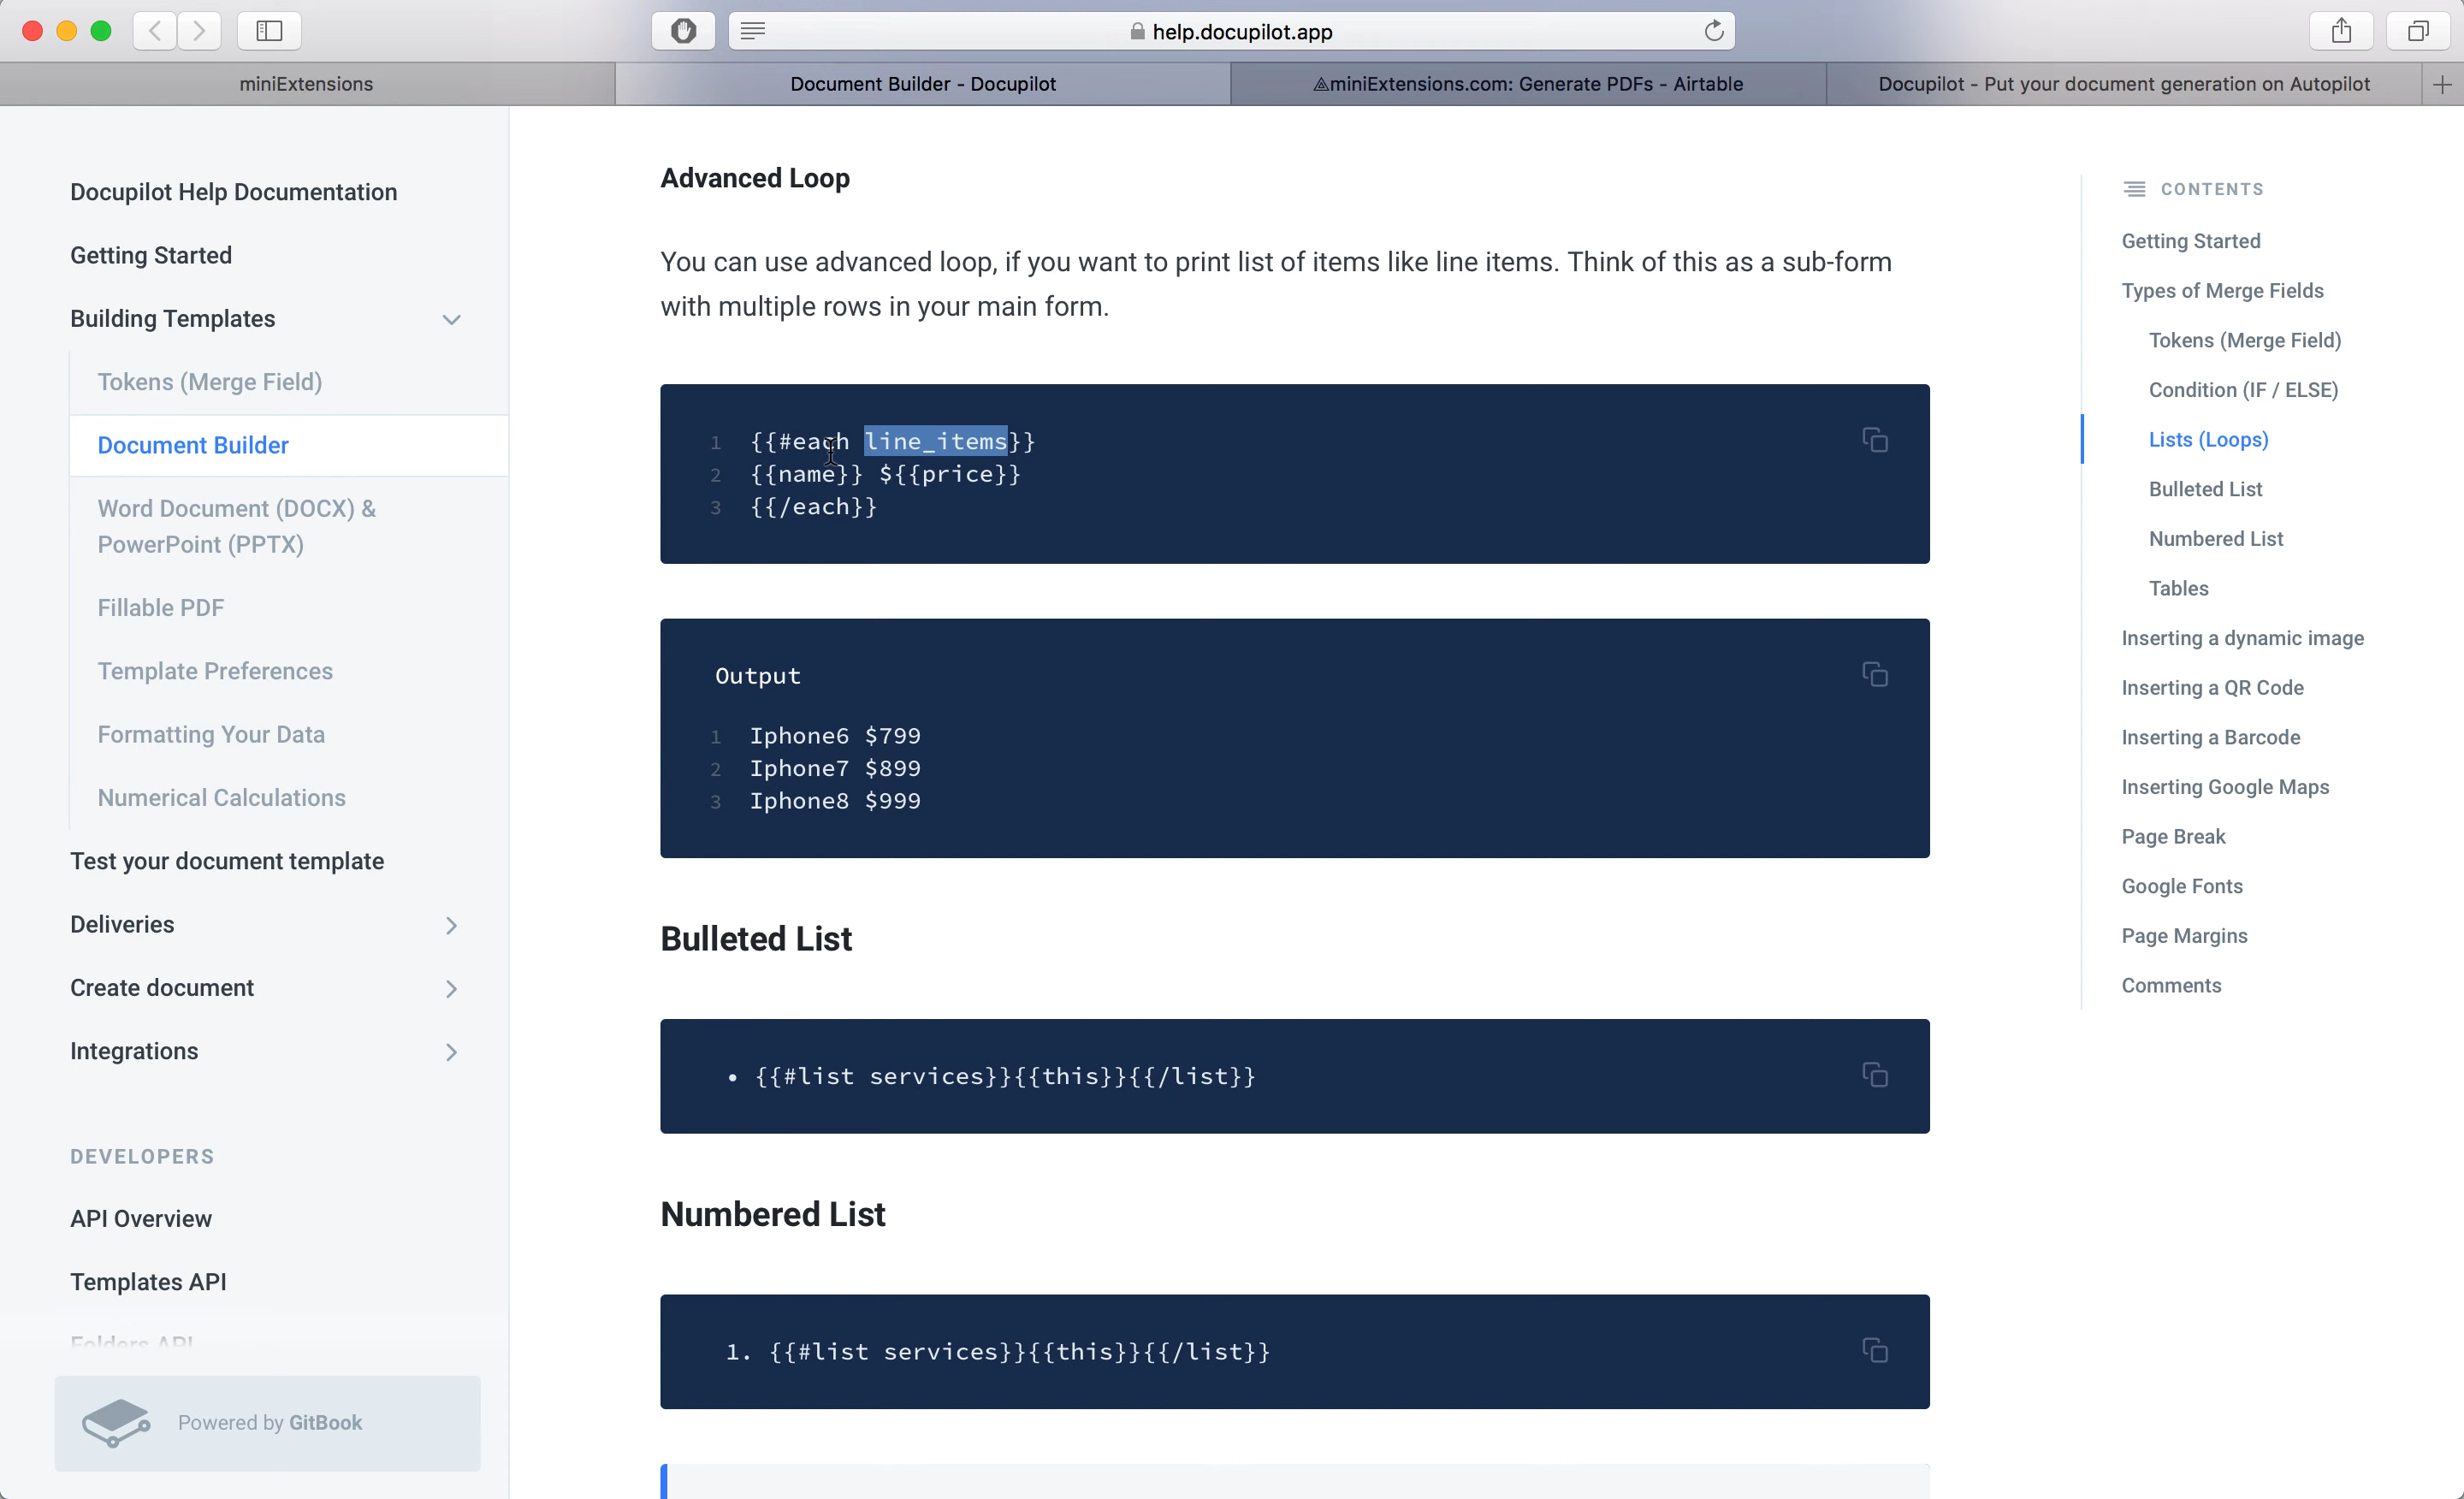 help.docupilot.app
miniExtensions
Document Builder - Docupilot
miniExtensions.com: Generate PDFs - Airtable
Docupilot - Put your document generation on Autopilot
Docupilot Help Documentation
Getting Started
Building Templates
Tokens (Merge Field)
Document Builder
Word Document (DOCX) &
PowerPoint (PPTX)
Fillable PDF
Template Preferences
Formatting Your Data
Numerical Calculations
Test your document template
Deliveries
Create document
Integrations
DEVELOPERS
API Overview
Templates API
Folders API
Powered by GitBook
Advanced Loop
You can use advanced loop, if you want to print list of items like line items. Think of this as a sub-form
with multiple rows in your main form.
1 {{#each line_items}}
2 {{name}} ${{price}}
3 {{/each}}
Output
1 Iphone6 $799
2 Iphone7 $899
3 Iphone8 $999
Bulleted List
• {{#list services}}{{this}}{{/list}}
Numbered List
1. {{#list services}}{{this}}{{/list}}
CONTENTS
Getting Started
Types of Merge Fields
Tokens (Merge Field)
Condition (IF / ELSE)
Lists (Loops)
Bulleted List
Numbered List
Tables
Inserting a dynamic image
Inserting a QR Code
Inserting a Barcode
Inserting Google Maps
Page Break
Google Fonts
Page Margins
Comments